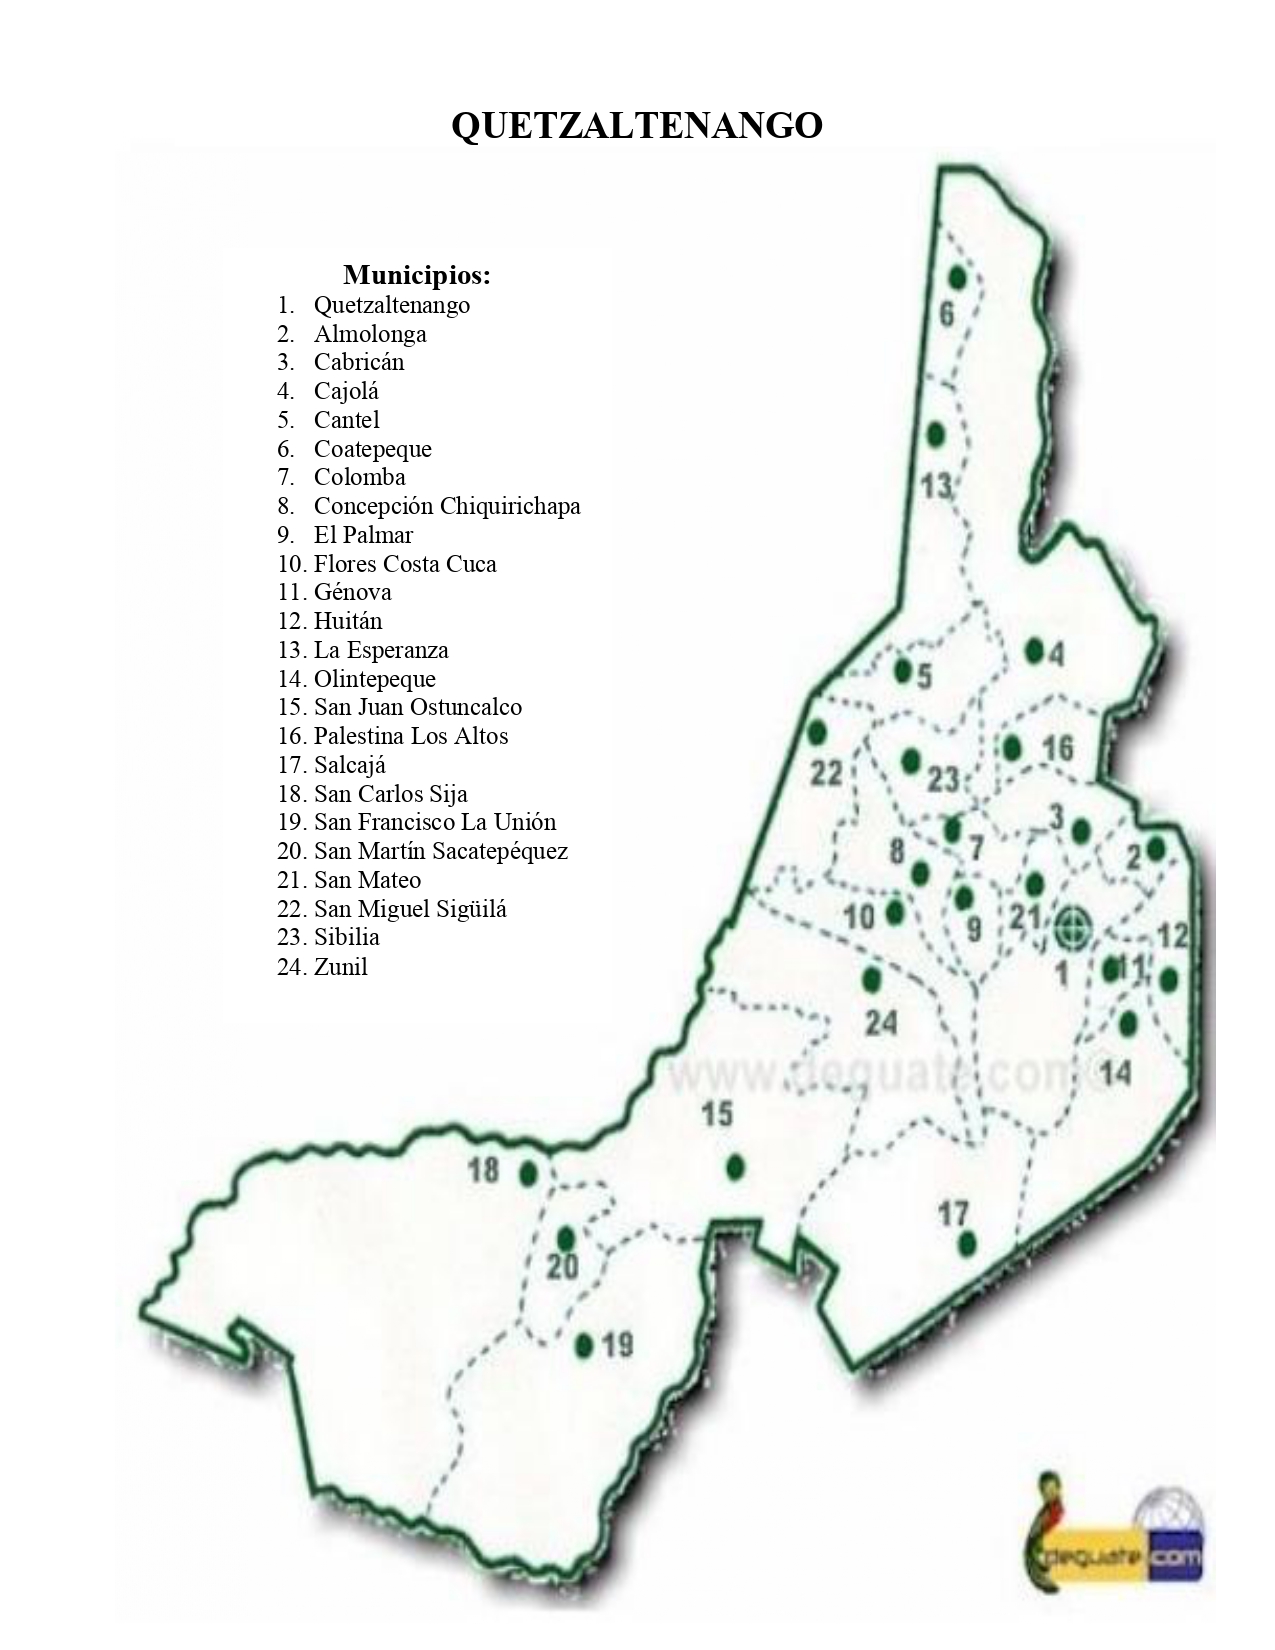 QUETZALTENANGO
Municipios:
1. Quetzaltenango
2. Almolonga
3. Cabricán
4. Cajolá
5. Cantel
6. Coatepeque
7. Colomba
8. Concepción Chiquirichapa
9. El Palmar
10. Flores Costa Cuca
11. Génova
12. Huitán
13. La Esperanza
14. Olintepeque
15. San Juan Ostuncalco
16. Palestina Los Altos
17. Salcajá
18. San Carlos Sija
19. San Francisco La Unión
20. San Martín Sacatepéquez
21. San Mateo
22. San Miguel Sigüilá
23. Sibilia
24. Zunil
6
13
4
5
16
22
23
3
7
2
8
10
9
21
12
1
11
24
14
www.deguate.com©
15
18
17
20
19
deguate.com